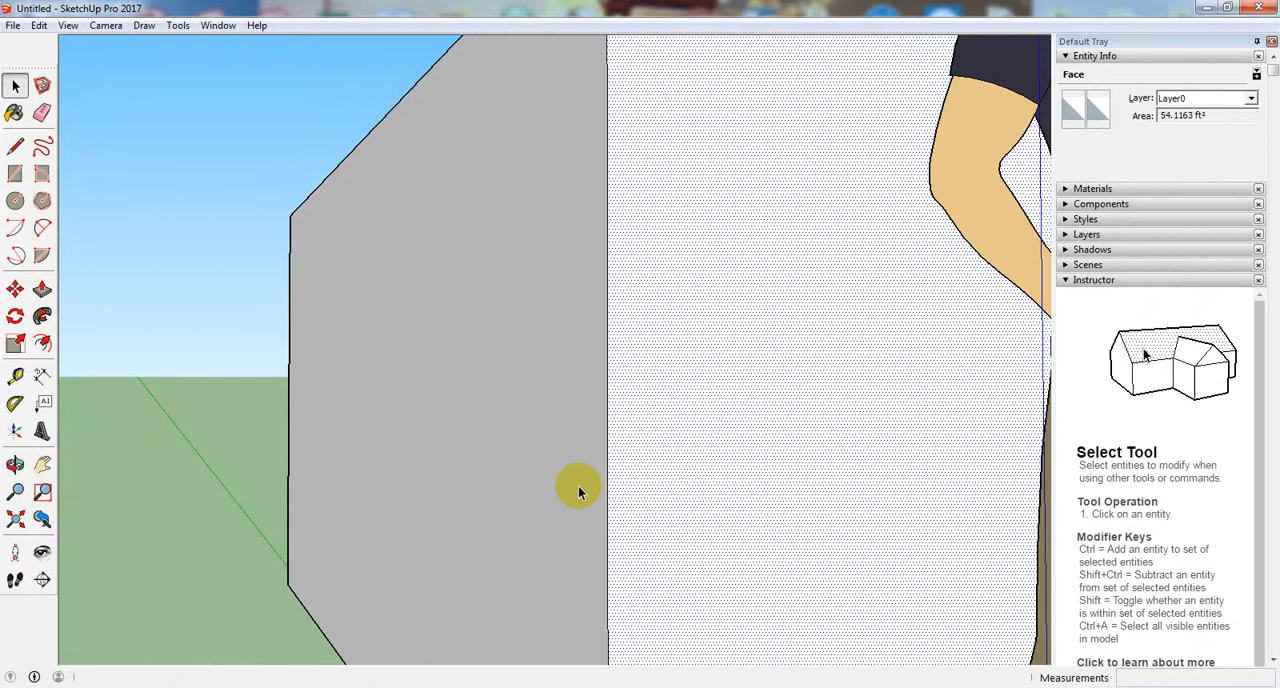 Untitled - SketchUp Pro 2017
File Edit View Camera Draw Tools Window Help
Default Tray
Entity Info
Face
Layer: Layer0
Area: 54.1163 ft²
Materials
Components
Styles
Layers
Shadows
Scenes
Instructor
A1
Select Tool
Select entities to modify when
using other tools or commands.
Tool Operation
1. Click on an entity.
Modifier Keys
Ctrl = Add an entity to set of
selected entities
Shift+Ctrl = Subtract an entity
from set of selected entities
Shift = Toggle whether an entity
is within set of selected entities
Ctrl+A = Select all visible entities
in model
Click to learn about more
Measurements